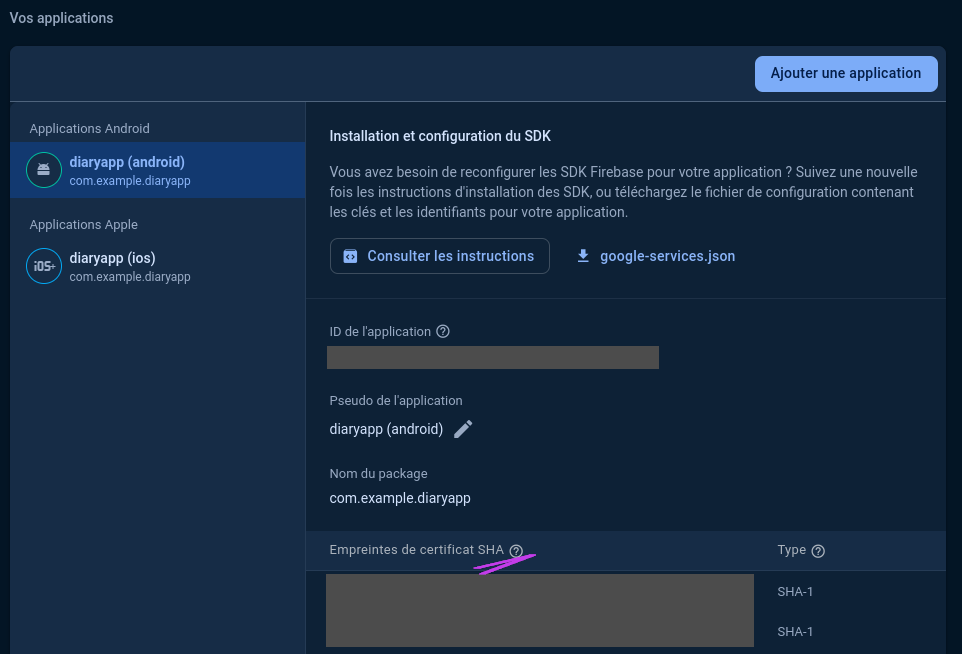 Vos applications
Ajouter une application
Applications Android
diaryapp (android)
com.example.diaryapp
Applications Apple
iOS+
diaryapp (ios)
com.example.diaryapp
Installation et configuration du SDK
Vous avez besoin de reconfigurer les SDK Firebase pour votre application ? Suivez une nouvelle
fois les instructions d'installation des SDK, ou téléchargez le fichier de configuration contenant
les clés et les identifiants pour votre application.
Consulter les instructions
google-services.json
ID de l'application
Pseudo de l'application
diaryapp (android)
Nom du package
com.example.diaryapp
Empreintes de certificat SHA
Type
SHA-1
SHA-1